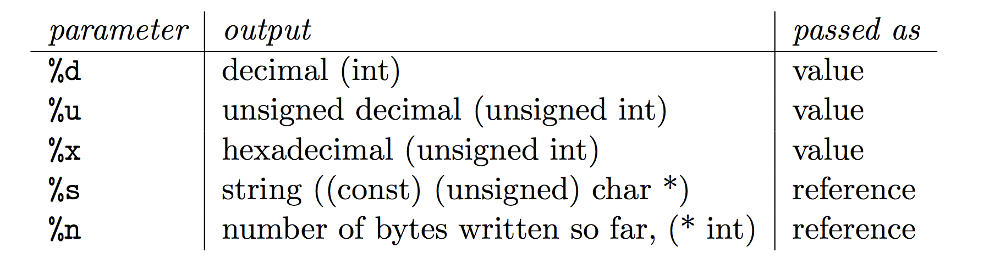 parameter output passed as
%d decimal (int) value
%u unsigned decimal (unsigned int) value
%x hexadecimal (unsigned int) value
%s string ((const) (unsigned) char *) reference
%n number of bytes written so far, (* int) reference